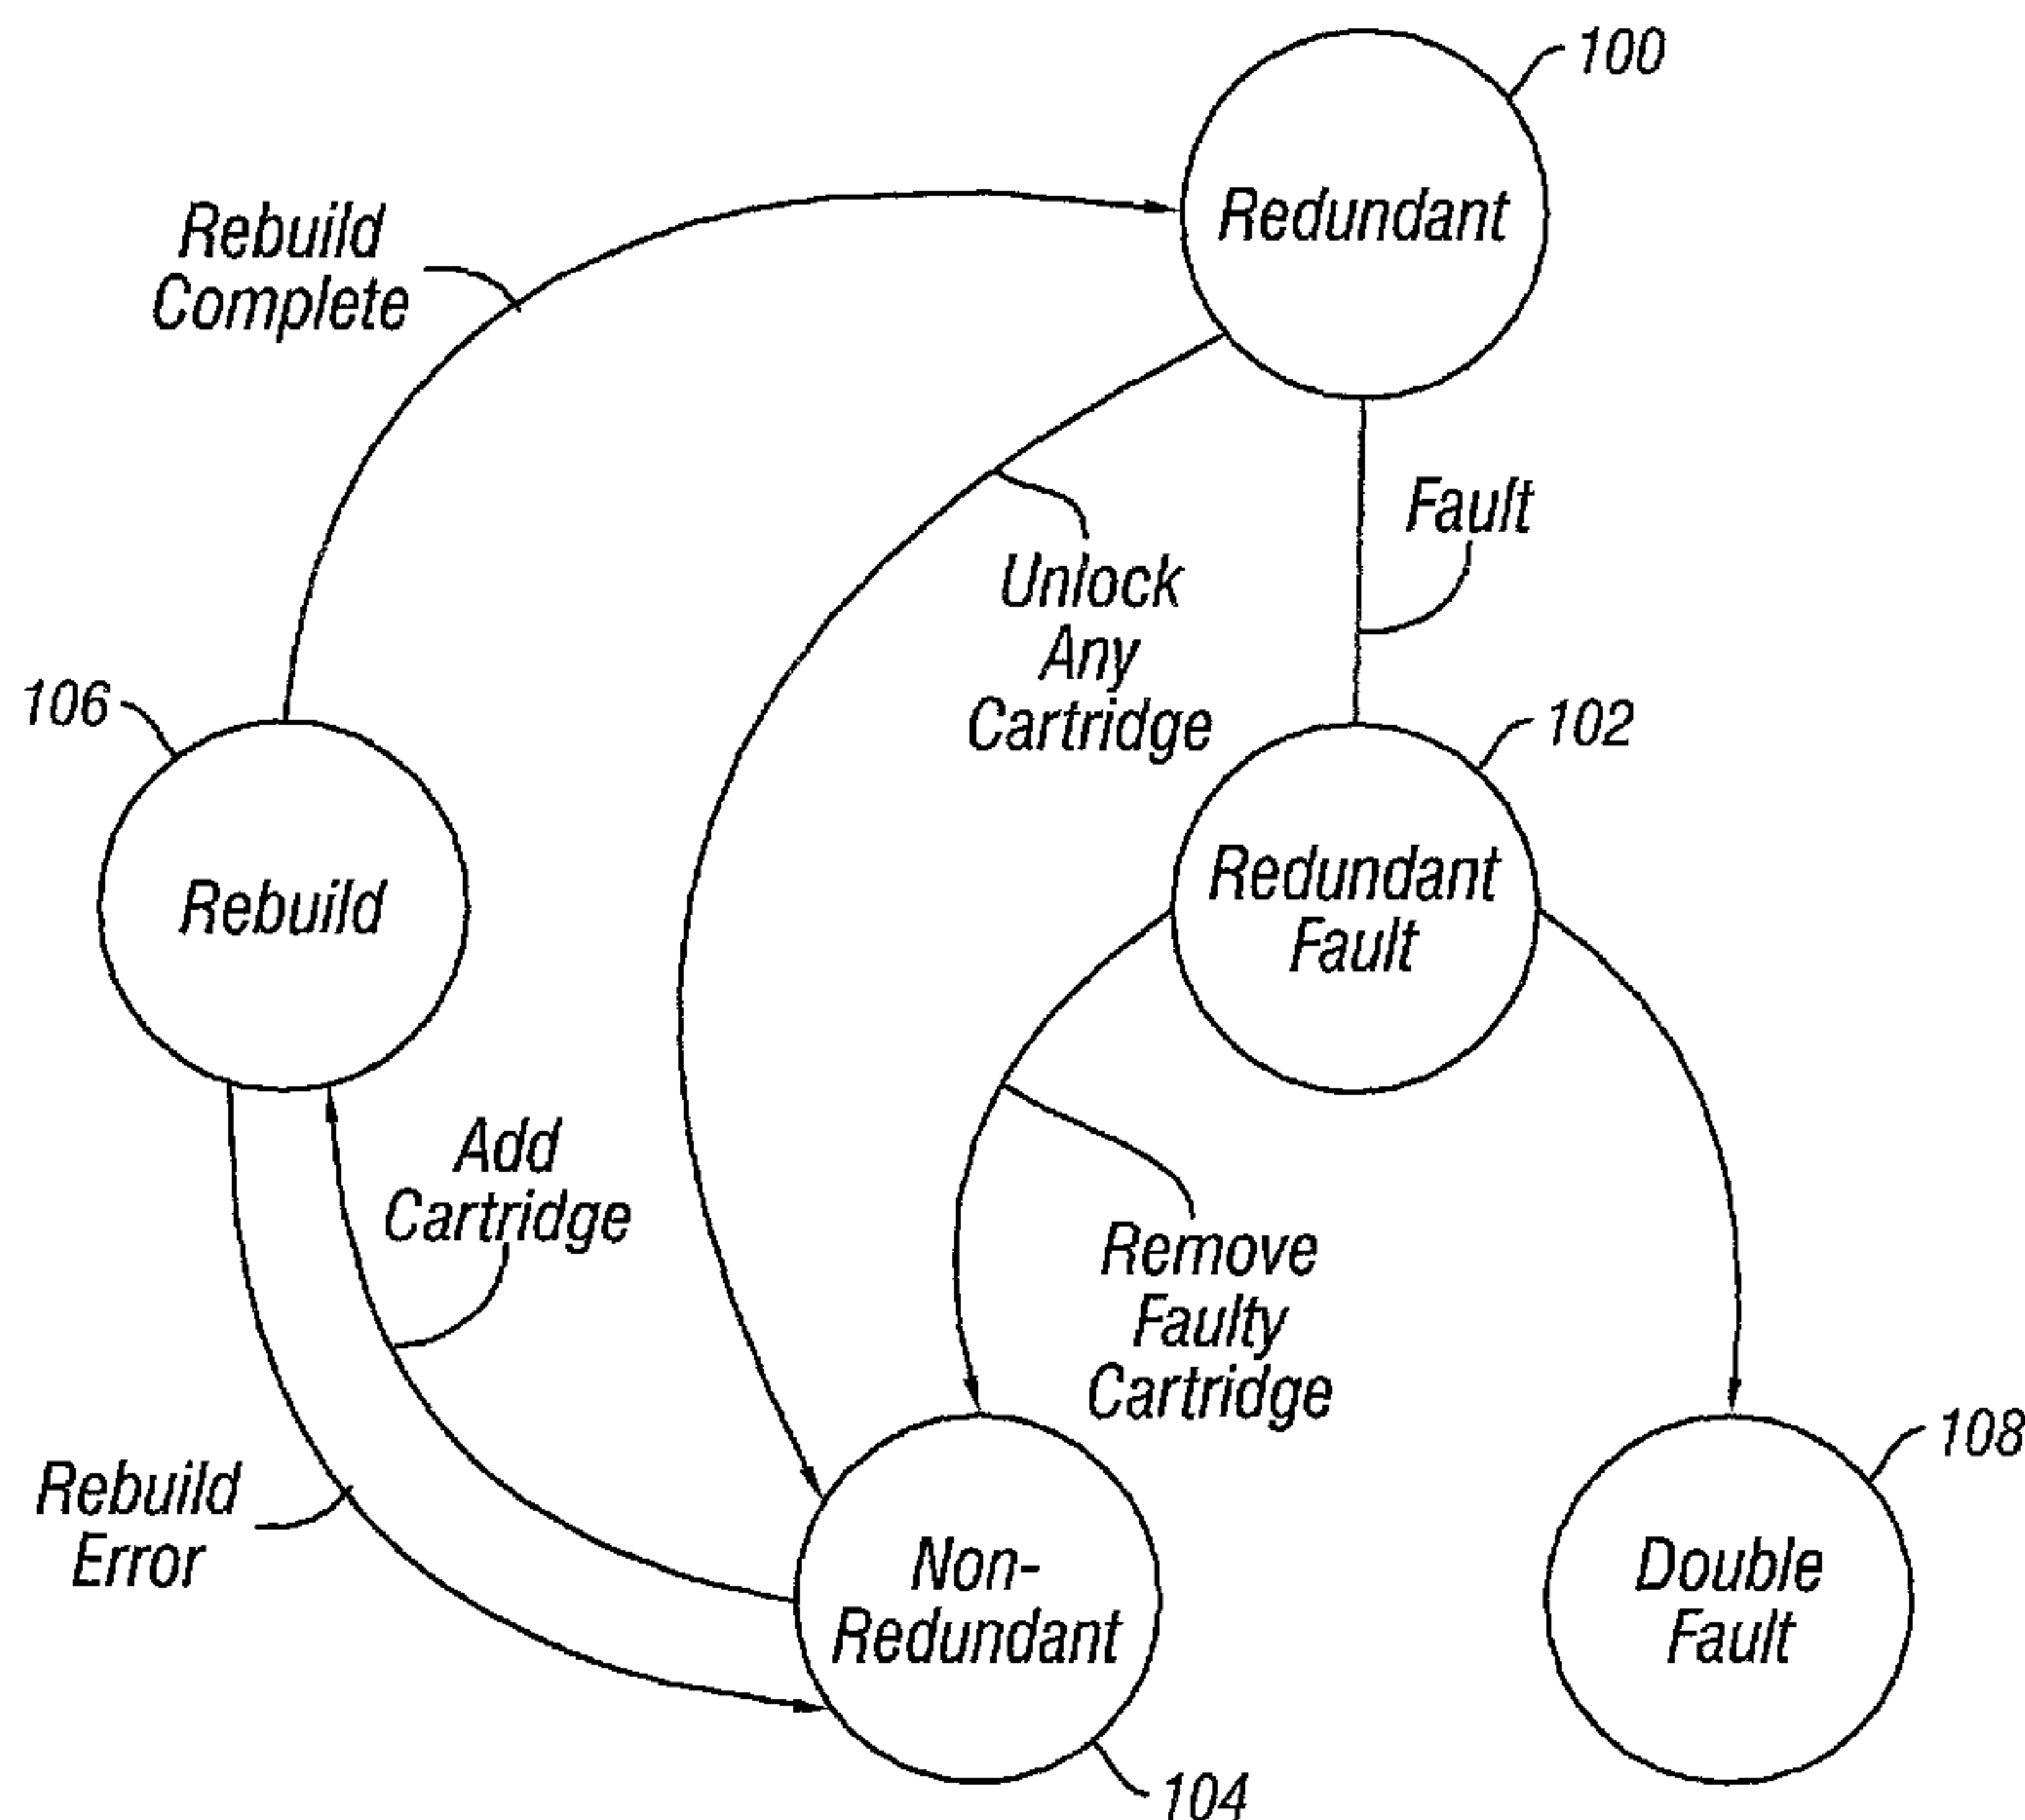 100
Redundant
Rebuild
Complete
Fault
Unlock
Any
Cartridge
106
102
Redundant
Fault
Rebuild
Add
Cartridge
Remove
Faulty
Cartridge
108
Rebuild
Error
Non-
Redundant
Double
Fault
104